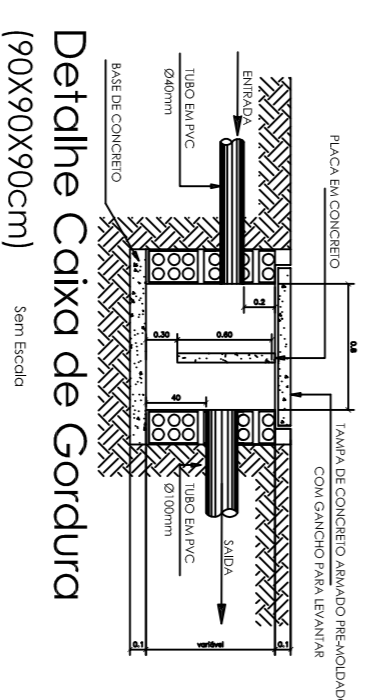 PLACA EM CONCRETO
TAMPA DE CONCRETO ARMADO PRE-MOLDADO
COM GANCHO PARA LEVANTAR
0.8
0.1
ENTRADA
0.2
SAÍDA
TUBO EM PVC
Ø40mm
0.60
0.30
40
variável
TUBO EM PVC
Ø100mm
BASE DE CONCRETO
0.1
Detalhe Caixa de Gordura
(90X90X90cm)
Sem Escala